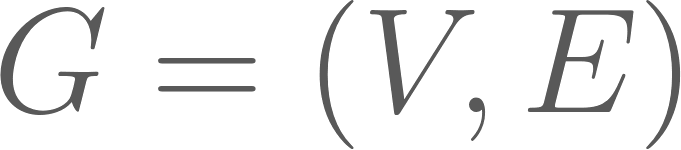 G = (V, E)